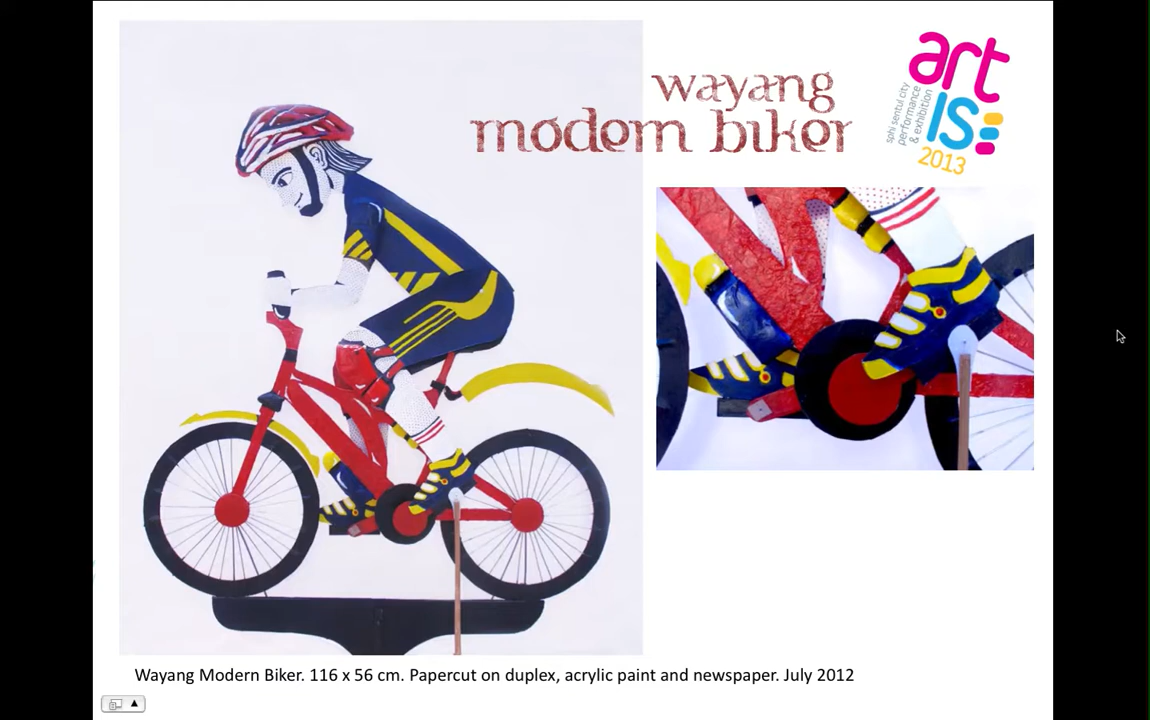 wayang
modern biker
art
IS
sphi sentul city
performance
& exhibition
2013
Wayang Modern Biker. 116 x 56 cm. Papercut on duplex, acrylic paint and newspaper. July 2012